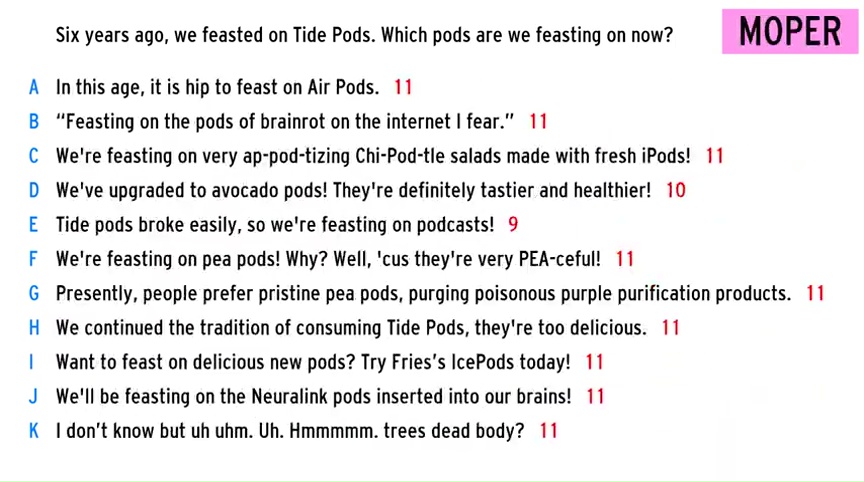 Six years ago, we feasted on Tide Pods. Which pods are we feasting on now?
MOPER
A In this age, it is hip to feast on Air Pods. 11
B “Feasting on the pods of brainrot on the internet I fear.” 11
C We're feasting on very ap-pod-tizing Chi-Pod-tle salads made with fresh iPods! 11
D We've upgraded to avocado pods! They're definitely tastier and healthier! 10
E Tide pods broke easily, so we're feasting on podcasts! 9
F We're feasting on pea pods! Why? Well, 'cus they're very PEA-ceful! 11
G Presently, people prefer pristine pea pods, purging poisonous purple purification products. 11
H We continued the tradition of consuming Tide Pods, they're too delicious. 11
I Want to feast on delicious new pods? Try Fries’s IcePods today! 11
J We'll be feasting on the Neuralink pods inserted into our brains! 11
K I don’t know but uh uhm. Uh. Hmmmmm. trees dead body? 11